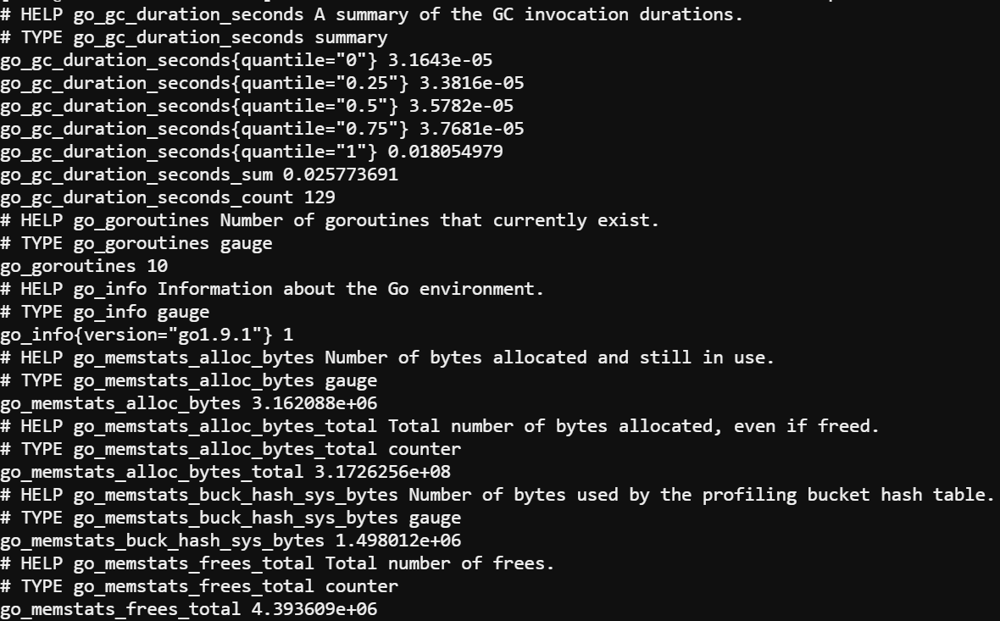 # HELP go_gc_duration_seconds A summary of the GC invocation durations.
# TYPE go_gc_duration_seconds summary
go_gc_duration_seconds{quantile="0"} 3.1643e-05
go_gc_duration_seconds{quantile="0.25"} 3.3816e-05
go_gc_duration_seconds{quantile="0.5"} 3.5782e-05
go_gc_duration_seconds{quantile="0.75"} 3.7681e-05
go_gc_duration_seconds{quantile="1"} 0.018054979
go_gc_duration_seconds_sum 0.025773691
go_gc_duration_seconds_count 129
# HELP go_goroutines Number of goroutines that currently exist.
# TYPE go_goroutines gauge
go_goroutines 10
# HELP go_info Information about the Go environment.
# TYPE go_info gauge
go_info{version="go1.9.1"} 1
# HELP go_memstats_alloc_bytes Number of bytes allocated and still in use.
# TYPE go_memstats_alloc_bytes gauge
go_memstats_alloc_bytes 3.162088e+06
# HELP go_memstats_alloc_bytes_total Total number of bytes allocated, even if freed.
# TYPE go_memstats_alloc_bytes_total counter
go_memstats_alloc_bytes_total 3.1726256e+08
# HELP go_memstats_buck_hash_sys_bytes Number of bytes used by the profiling bucket hash table.
# TYPE go_memstats_buck_hash_sys_bytes gauge
go_memstats_buck_hash_sys_bytes 1.498012e+06
# HELP go_memstats_frees_total Total number of frees.
# TYPE go_memstats_frees_total counter
go_memstats_frees_total 4.393609e+06